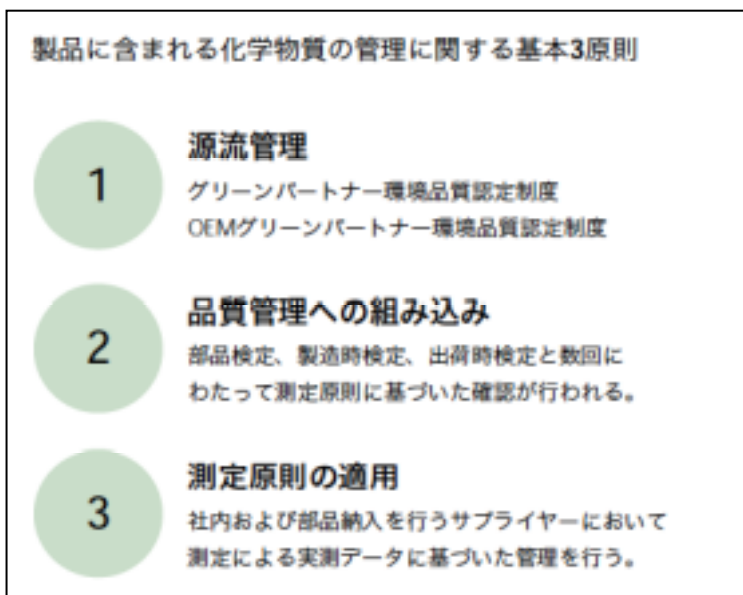 製品に含まれる化学物質の管理に関する基本3原則
1
源流管理
グリーンパートナー環境品質認定制度
OEMグリーンパートナー環境品質認定制度
2
品質管理への組み込み
部品検定、製造時検定、出荷時検定と数回に
わたって測定原則に基づいた確認が行われる。
3
測定原則の適用
社内および部品納入を行うサプライヤーにおいて
測定による実測データに基づいた管理を行う。